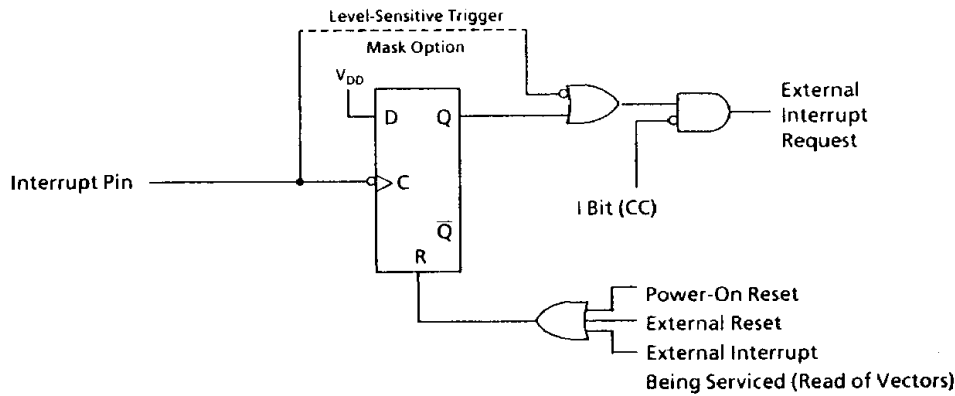 Level-Sensitive Trigger
Mask Option
VDD
D
Q
External
Interrupt
Request
Interrupt Pin
C
I Bit (CC)
Q̅
R
Power-On Reset
External Reset
External Interrupt
Being Serviced (Read of Vectors)